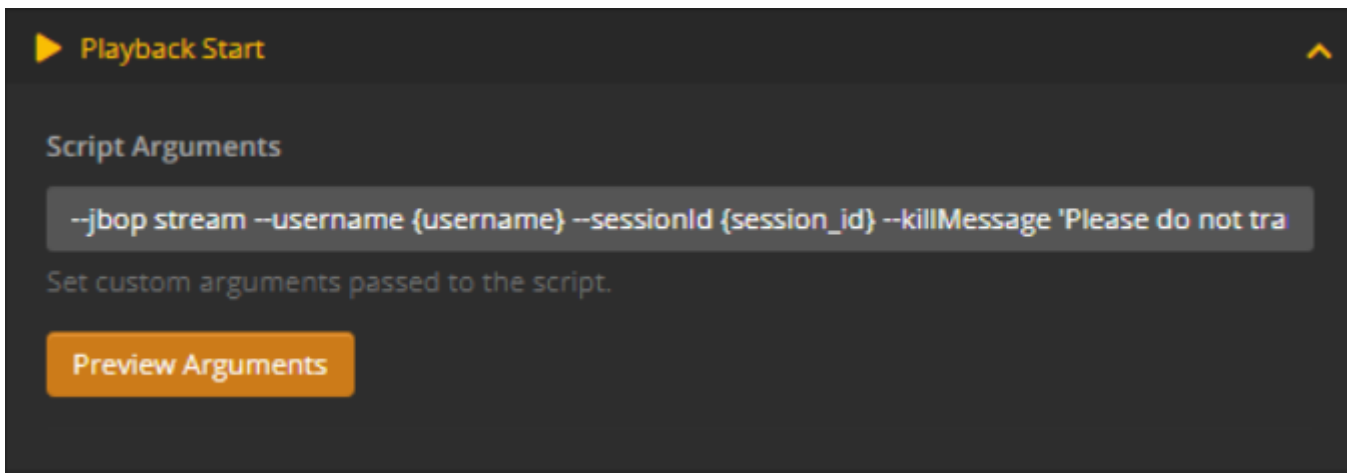 Playback Start
Script Arguments
--jbop stream --username {username} --sessionId {session_id} --killMessage 'Please do not tra
Set custom arguments passed to the script.
Preview Arguments